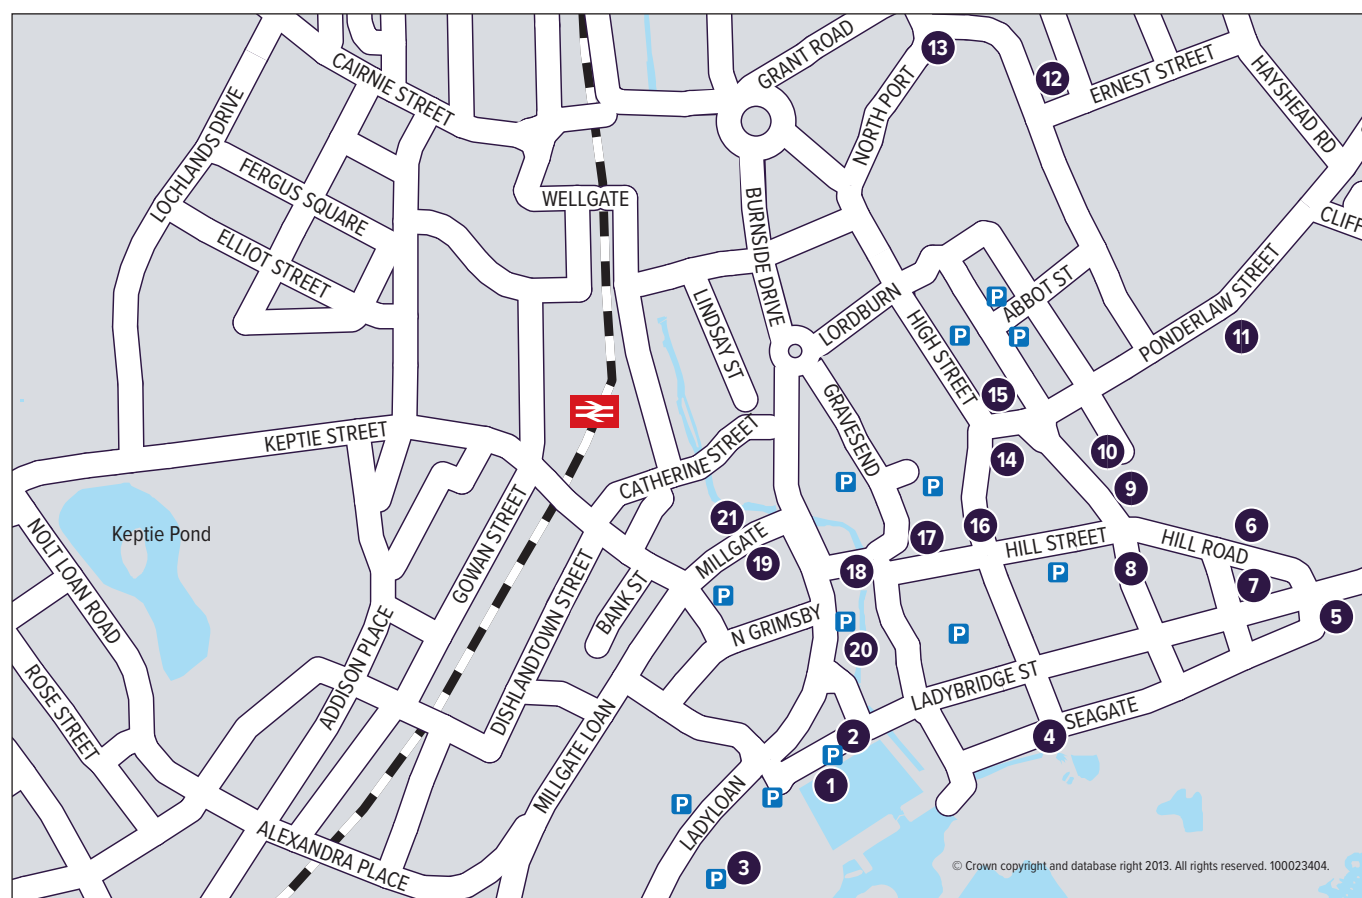 GRANT ROAD
13
CAIRNIE STREET
12
ERNEST STREET
HAYSHEAD RD
NORTH PORT
LOCHLANDS DRIVE
FERGUS SQUARE
WELLGATE
BURNSIDE DRIVE
CLIFF
ELLIOT STREET
LINDSAY ST
LORDBURN
P
ABBOT ST
PONDERLAW STREET
HIGH STREET
P
P
11
15
GRAVESEND
KEPTIE STREET
CATHERINE STREET
14
10
P
P
9
21
16
6
Keptie Pond
NOLT LOAN ROAD
GOWAN STREET
MILLGATE
17
HILL STREET
HILL ROAD
19
18
P
8
7
DISHLANDTOWN STREET
BANK ST
P
N GRIMSBY
P
P
5
20
ADDISON PLACE
ROSE STREET
LADYBRIDGE ST
SEAGATE
2
4
MILLGATE LOAN
P
1
LADYLOAN
P
P
ALEXANDRA PLACE
P
3
© Crown copyright and database right 2013. All rights reserved. 100023404.